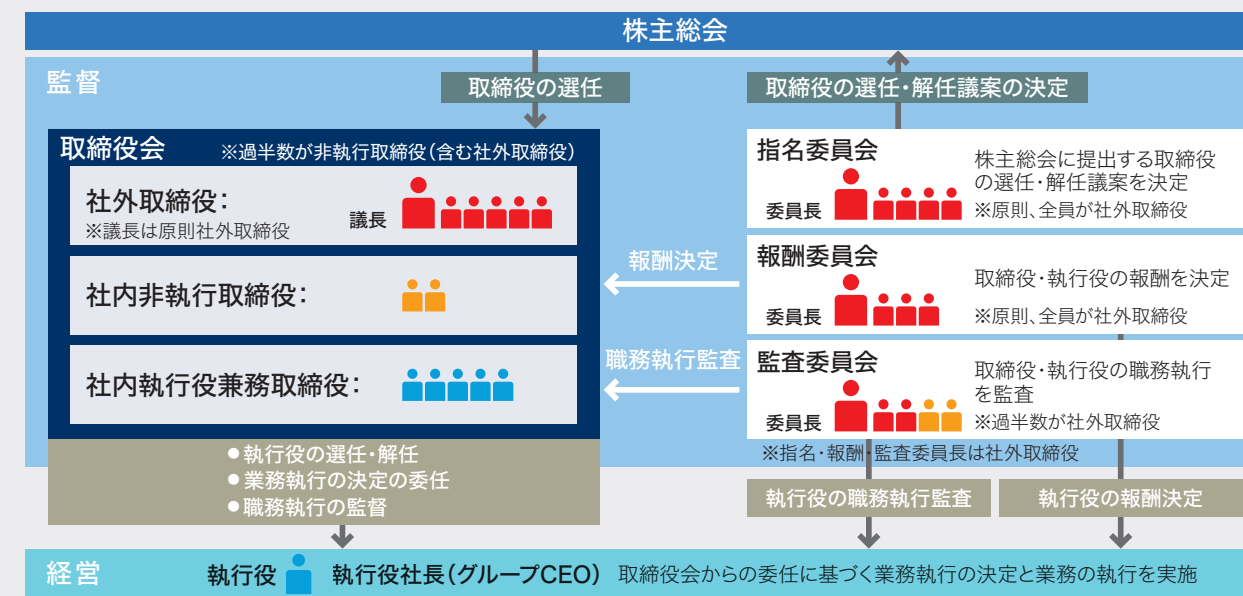 株主総会
監督
取締役の選任
取締役の選任・解任議案の決定
取締役会 ※過半数が非執行取締役（含む社外取締役）
社外取締役：
※議長は原則社外取締役
議長
社内非執行取締役：
社内執行役兼務取締役：
●執行役の選任・解任
●業務執行の決定の委任
●職務執行の監督
報酬決定
職務執行監査
指名委員会
委員長
株主総会に提出する取締役
の選任・解任議案を決定
※原則、全員が社外取締役
報酬委員会
委員長
取締役・執行役の報酬を決定
※原則、全員が社外取締役
監査委員会
委員長
取締役・執行役の職務執行
を監査
※過半数が社外取締役
※指名・報酬・監査委員長は社外取締役
執行役の職務執行監査
執行役の報酬決定
経営
執行役 執行役社長（グループCEO） 取締役会からの委任に基づく業務執行の決定と業務の執行を実施